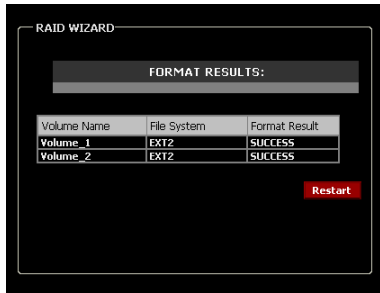 RAID WIZARD
FORMAT RESULTS:
Volume Name File System Format Result
Volume_1 EXT2 SUCCESS
Volume_2 EXT2 SUCCESS
Restart